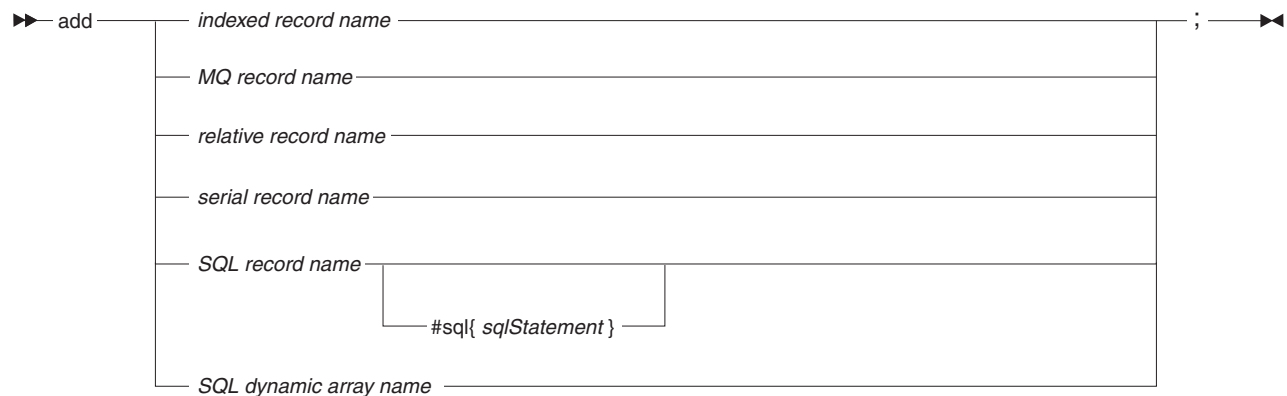 add indexed record name ;
MQ record name
relative record name
serial record name
SQL record name
#sql{ sqlStatement }
SQL dynamic array name